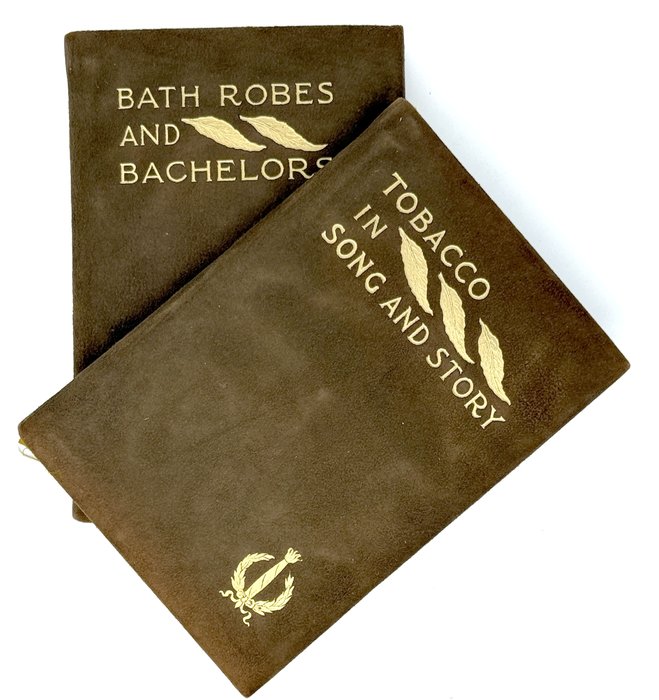 BATH ROBES
AND
BACHELORS
TOBACCO
IN
SONG AND STORY